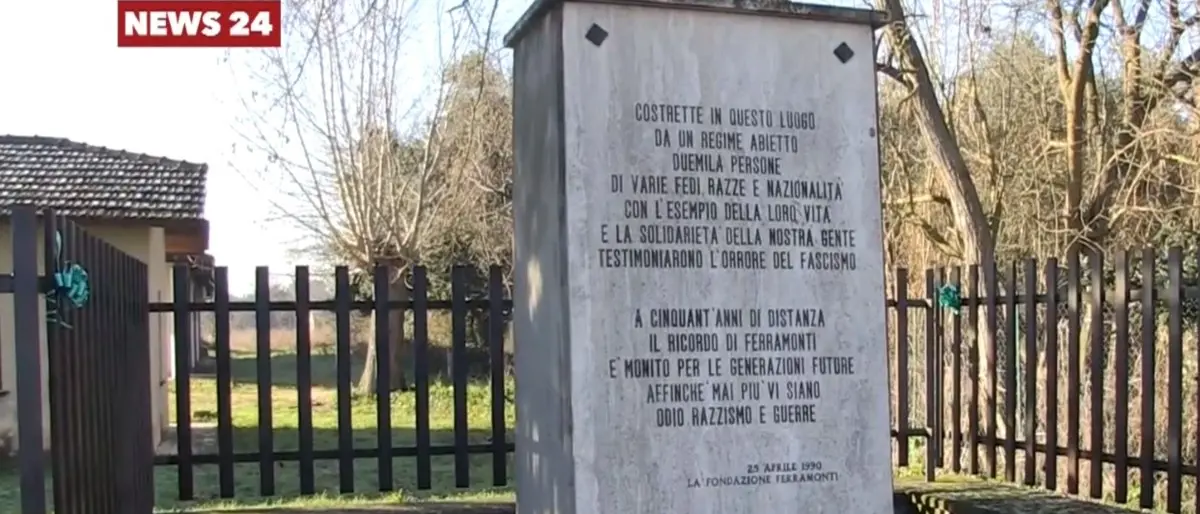 NEWS 24
COSTRETTE IN QUESTO LUOGO
DA UN REGIME ABIETTO
DUEMILA PERSONE
DI VARIE FEDI, RAZZE E NAZIONALITA'
CON L'ESEMPIO DELLA LORO VITA
E LA SOLIDARIETA' DELLA NOSTRA GENTE
TESTIMONIARONO L'ORRORE DEL FASCISMO
A CINQUANT'ANNI DI DISTANZA
IL RICORDO DI FERRAMONTI
E' MONITO PER LE GENERAZIONI FUTURE
AFFINCHE' MAI PIU' VI SIANO
ODIO RAZZISMO E GUERRE
25 APRILE 1990
LA FONDAZIONE FERRAMONTI